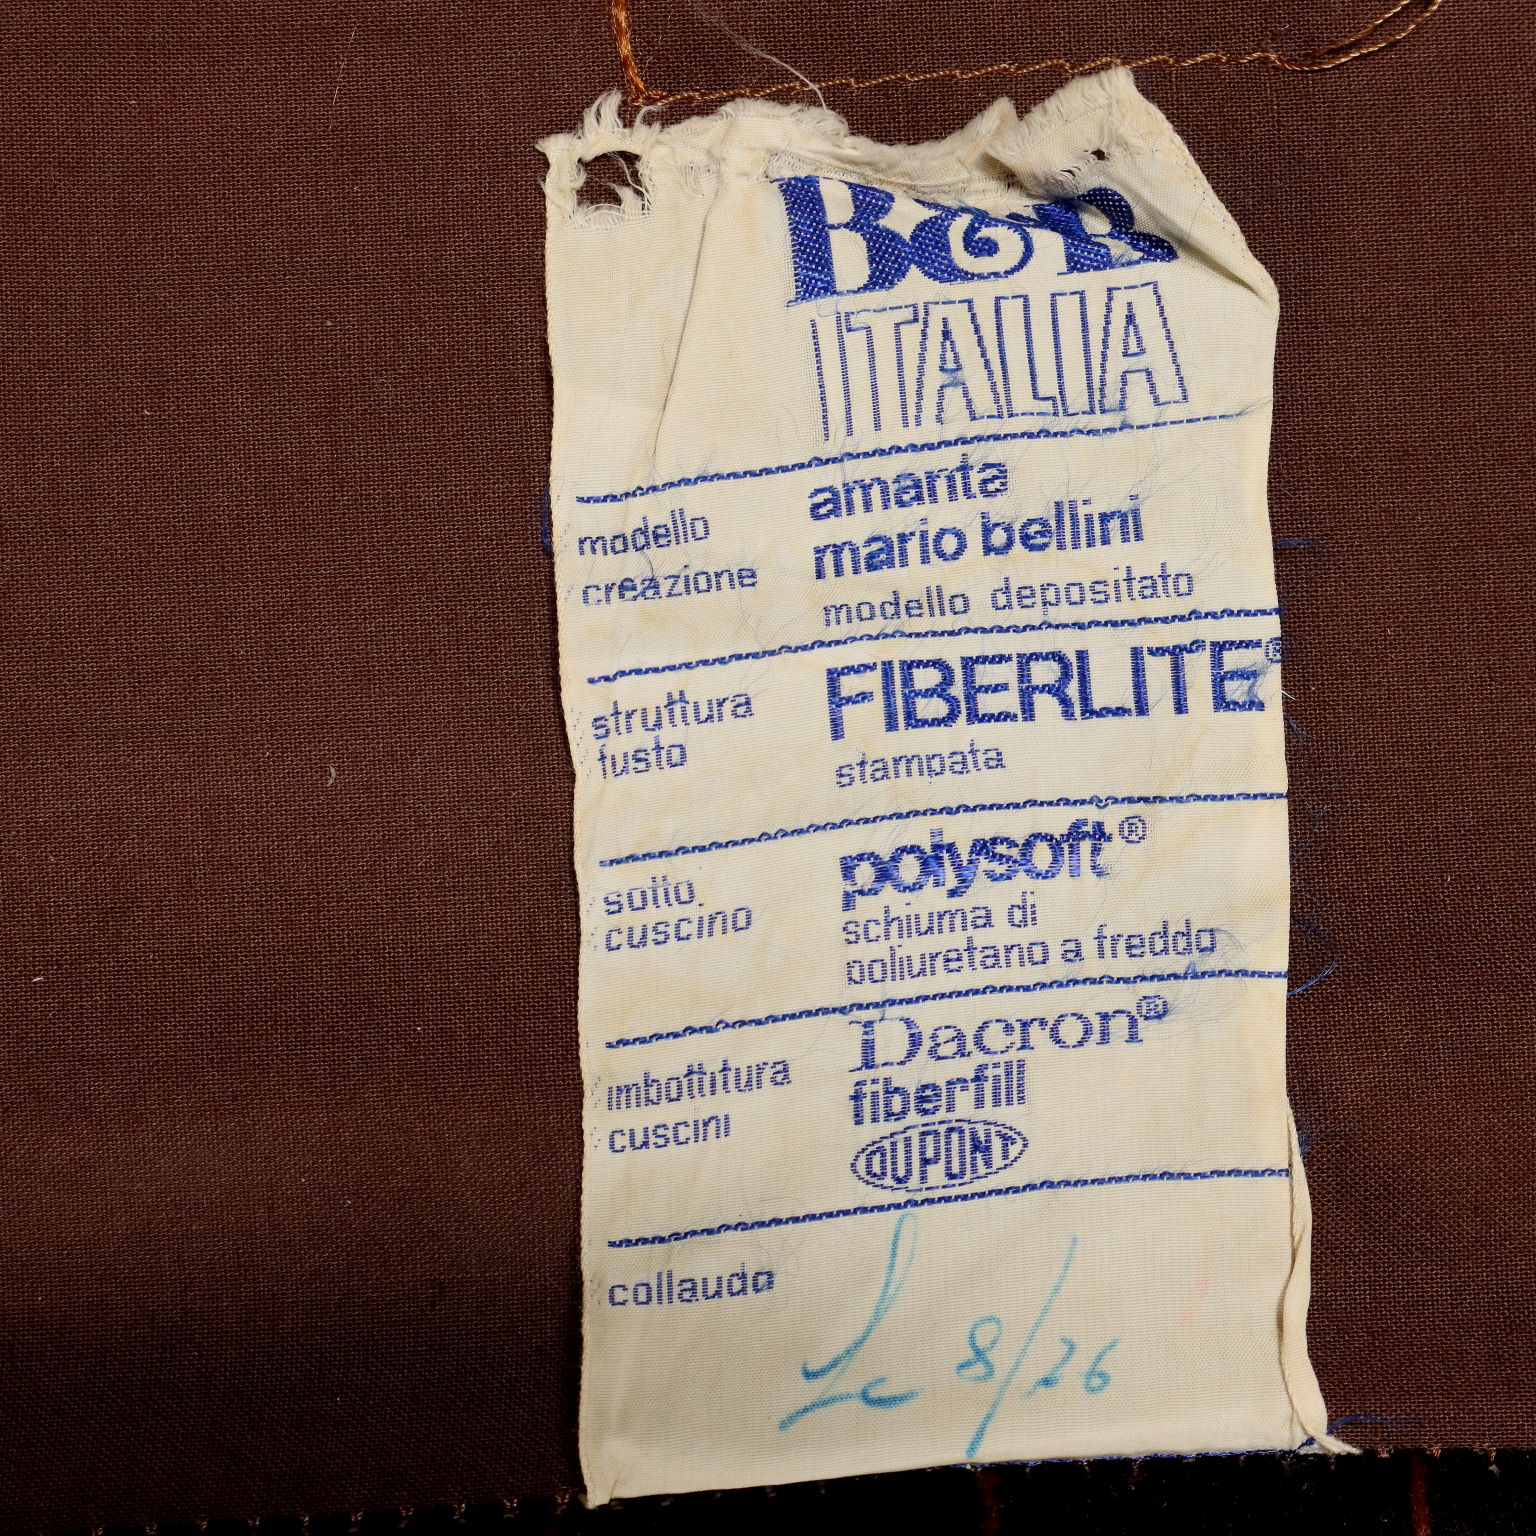 B&B
ITALIA
modello amanta
creazione mario bellini
modello depositato
struttura fusto FIBERLITE®
stampata
sotto cuscino polysoft®
schiuma di
poliuretano a freddo
imbottitura cuscini Dacron®
fiberfill
DUPONT
collaudo
8/26